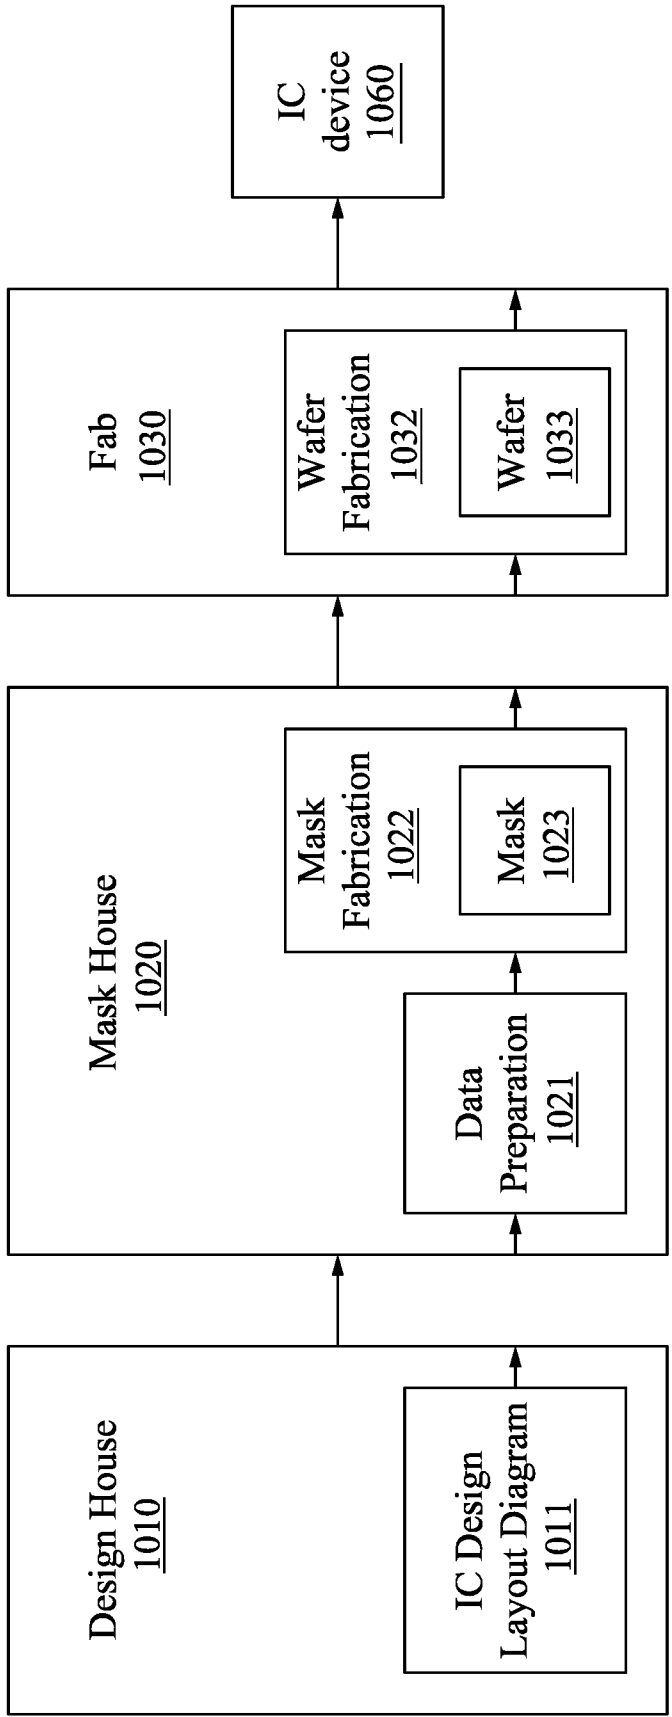 Design House
1010
IC Design
Layout Diagram
1011
Mask House
1020
Data
Preparation
1021
Mask
Fabrication
1022
Mask
1023
Fab
1030
Wafer
Fabrication
1032
Wafer
1033
IC
device
1060